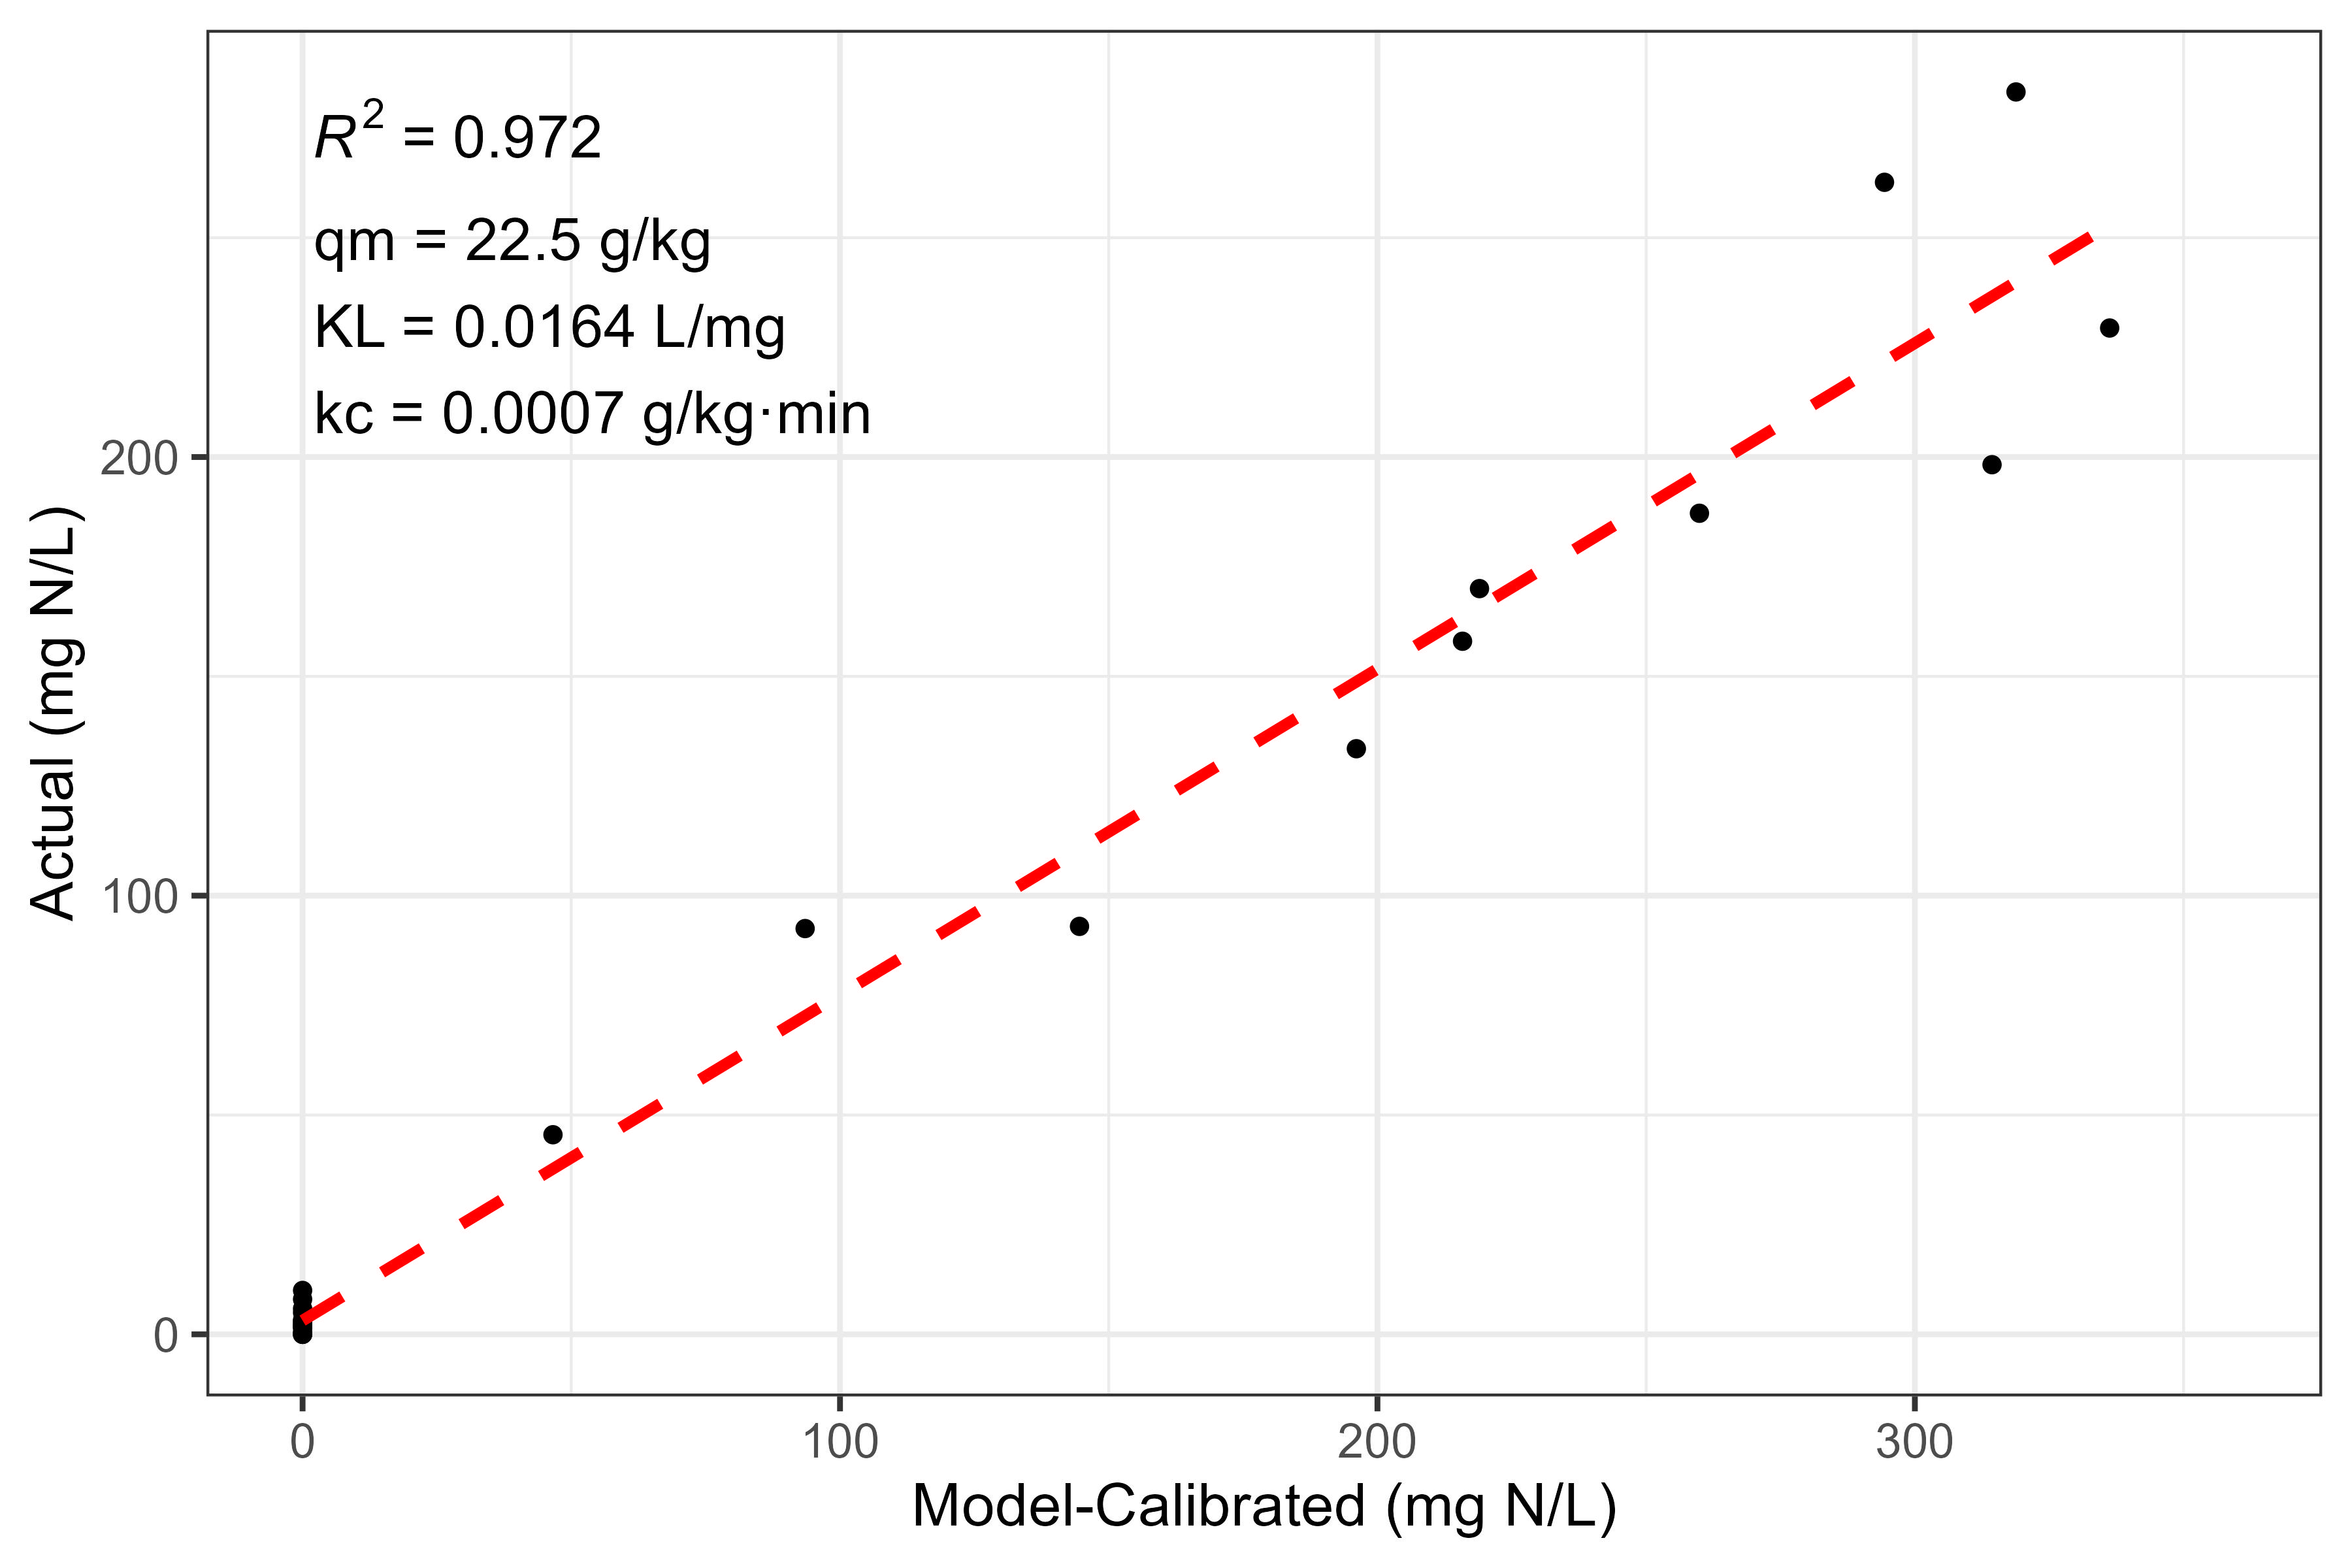 R² = 0.972
qm = 22.5 g/kg
KL = 0.0164 L/mg
kc = 0.0007 g/kg·min
Actual (mg N/L)
200
100
0
0 100 200 300
Model-Calibrated (mg N/L)